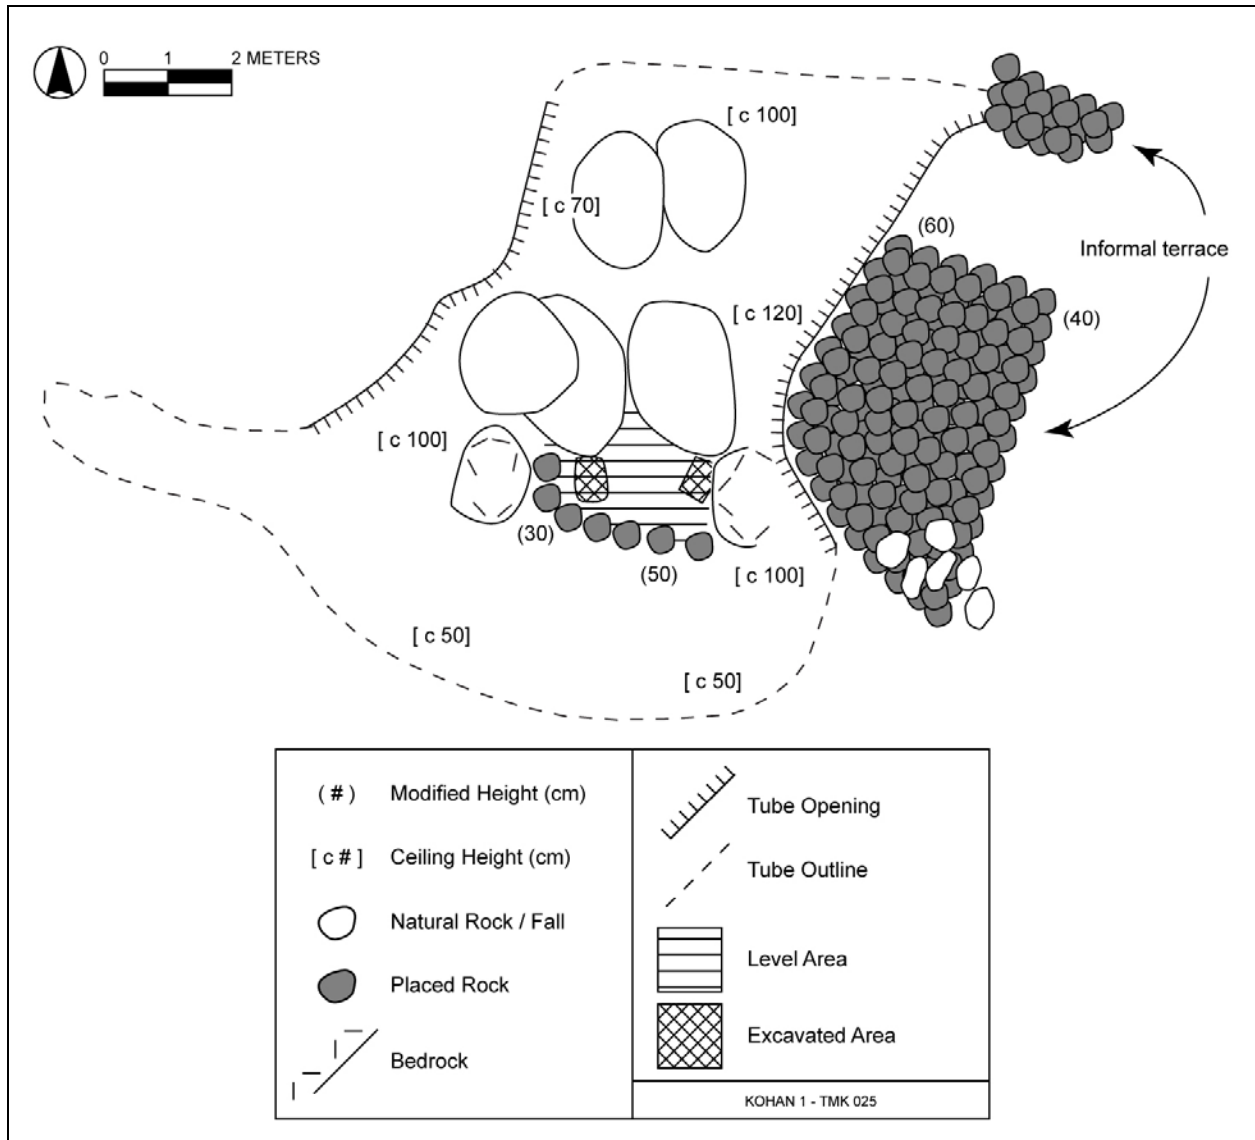 0 1 2 METERS
[ c 100]
[ c 70]
(60)
Informal terrace
[ c 120]
(40)
[ c 100]
(30)
(50)
[ c 100]
[ c 50]
[ c 50]
( # ) Modified Height (cm)
[ c # ] Ceiling Height (cm)
Natural Rock / Fall
Placed Rock
Bedrock
Tube Opening
Tube Outline
Level Area
Excavated Area
KOHAN 1 - TMK 025